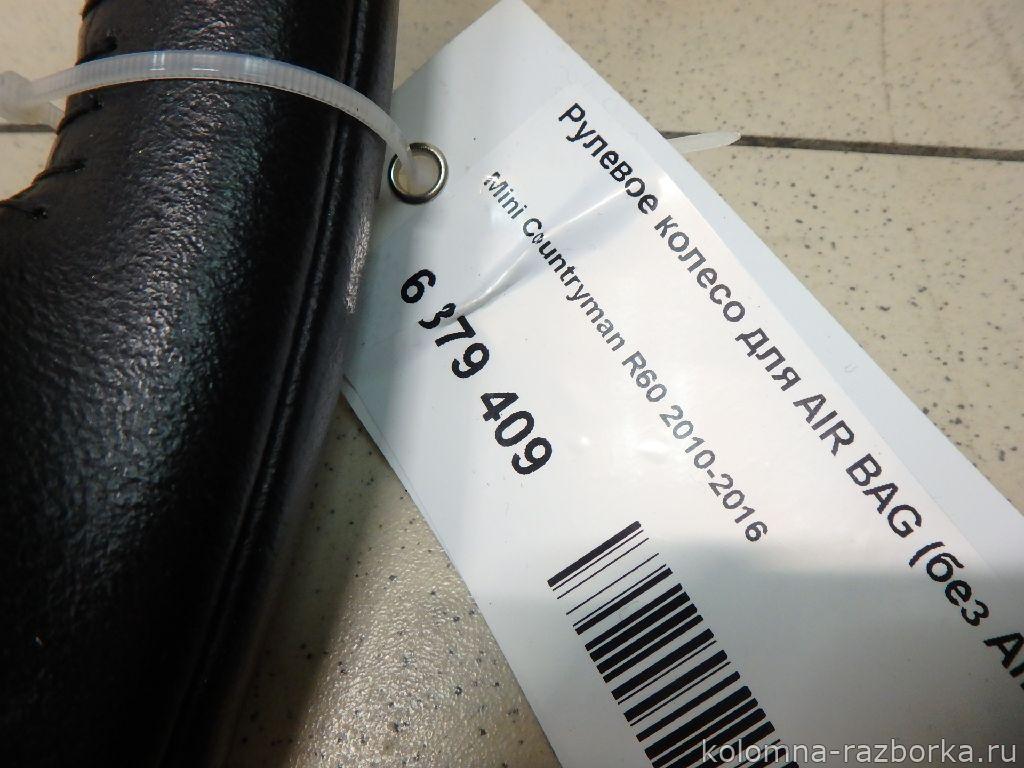 Рулевое колесо для AIR BAG (без
Mini Countryman R60 2010-2016
6 379 409
kolomna-razborka.ru